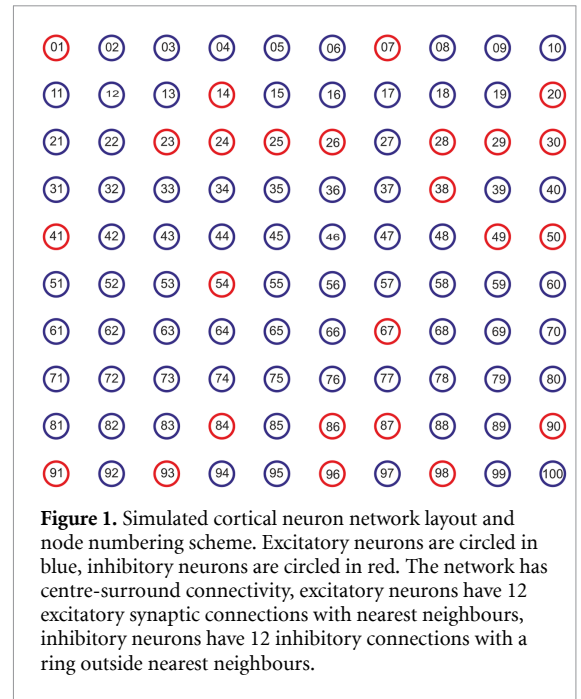 01 02 03 04 05 06 07 08 09 10
11 12 13 14 15 16 17 18 19 20
21 22 23 24 25 26 27 28 29 30
31 32 33 34 35 36 37 38 39 40
41 42 43 44 45 46 47 48 49 50
51 52 53 54 55 56 57 58 59 60
61 62 63 64 65 66 67 68 69 70
71 72 73 74 75 76 77 78 79 80
81 82 83 84 85 86 87 88 89 90
91 92 93 94 95 96 97 98 99 100
Figure 1. Simulated cortical neuron network layout and
node numbering scheme. Excitatory neurons are circled in
blue, inhibitory neurons are circled in red. The network has
centre-surround connectivity, excitatory neurons have 12
excitatory synaptic connections with nearest neighbours,
inhibitory neurons have 12 inhibitory connections with a
ring outside nearest neighbours.